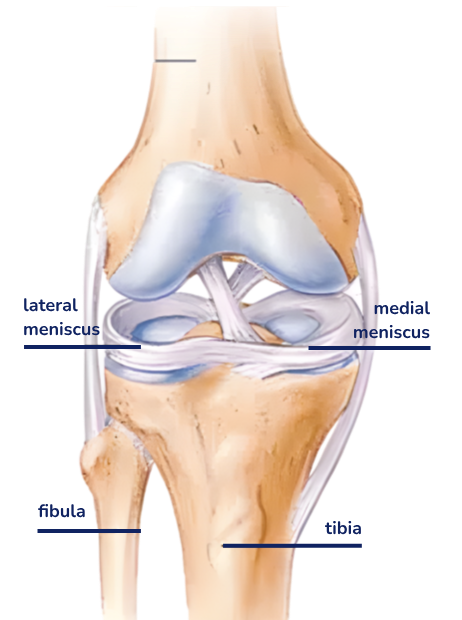 lateral
meniscus
medial
meniscus
fibula
tibia